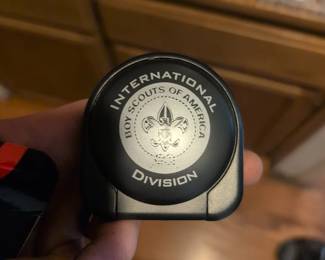 INTERNATIONAL
BOY SCOUTS OF AMERICA
DIVISION